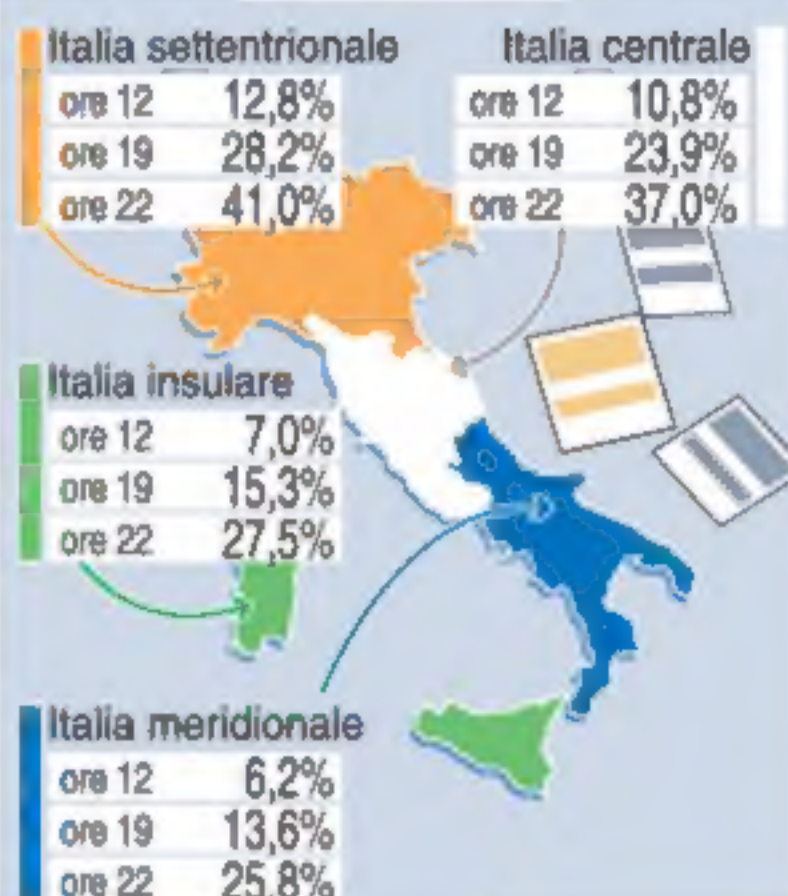 Italia settentrionale
ore 12 12,8%
ore 19 28,2%
ore 22 41,0%
Italia centrale
ore 12 10,8%
ore 19 23,9%
ore 22 37,0%
Italia insulare
ore 12 7,0%
ore 19 15,3%
ore 22 27,5%
Italia meridionale
ore 12 6,2%
ore 19 13,6%
ore 22 25,8%